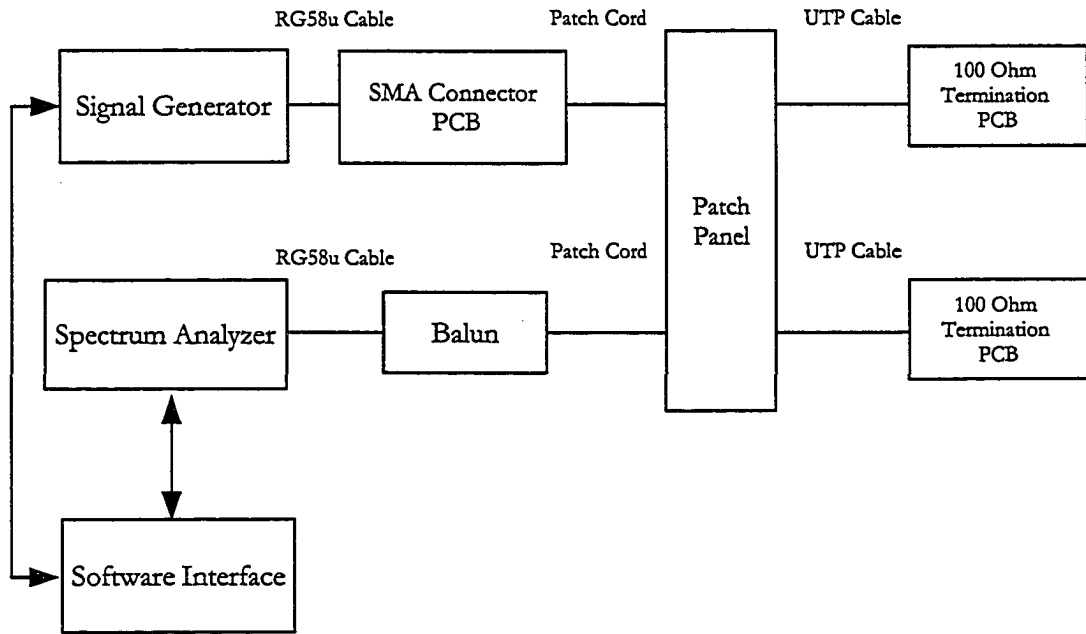 RG58u Cable
Patch Cord
UTP Cable
Signal Generator
SMA Connector
PCB
100 Ohm
Termination
PCB
Patch
Panel
RG58u Cable
Patch Cord
UTP Cable
Spectrum Analyzer
Balun
100 Ohm
Termination
PCB
Software Interface